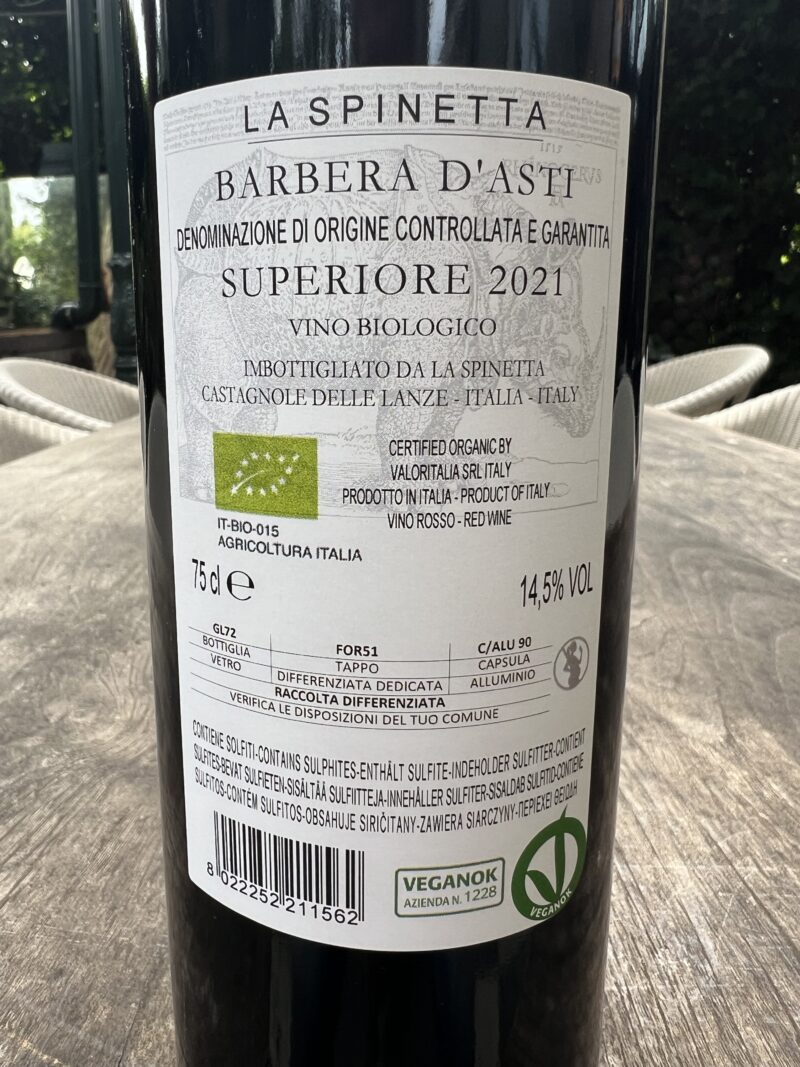 LA SPINETTA
1515
RHINOCERVS
BARBERA D'ASTI
DENOMINAZIONE DI ORIGINE CONTROLLATA E GARANTITA
SUPERIORE 2021
VINO BIOLOGICO
IMBOTTIGLIATO DA LA SPINETTA
CASTAGNOLE DELLE LANZE - ITALIA - ITALY
CERTIFIED ORGANIC BY
VALORITALIA SRL ITALY
PRODOTTO IN ITALIA - PRODUCT OF ITALY
VINO ROSSO - RED WINE
IT-BIO-015
AGRICOLTURA ITALIA
75 cl e
14,5% VOL
GL72 FOR51 C/ALU 90
BOTTIGLIA TAPPO CAPSULA
VETRO DIFFERENZIATA DEDICATA ALLUMINIO
RACCOLTA DIFFERENZIATA
VERIFICA LE DISPOSIZIONI DEL TUO COMUNE
CONTIENE SOLFITI-CONTAINS SULPHITES-ENTHÄLT SULFITE-INDEHOLDER SULFITTER-CONTIENT
SULFITES-BEVAT SULFIETEN-SISÄLTÄÄ SULFIITTEJA-INNEHÅLLER SULFITER-SISALDAB SULFITID-CONTIENE
SULFITOS-CONTÉM SULFITOS-OBSAHUJE SIRIČITANY-ZAWIERA SIARCZYNY-ΠΕΡΙΕΧΕΙ ΘΕΙΩΔΗ
8 022252 211562
VEGANOK
AZIENDA N. 1228
VEGANOK